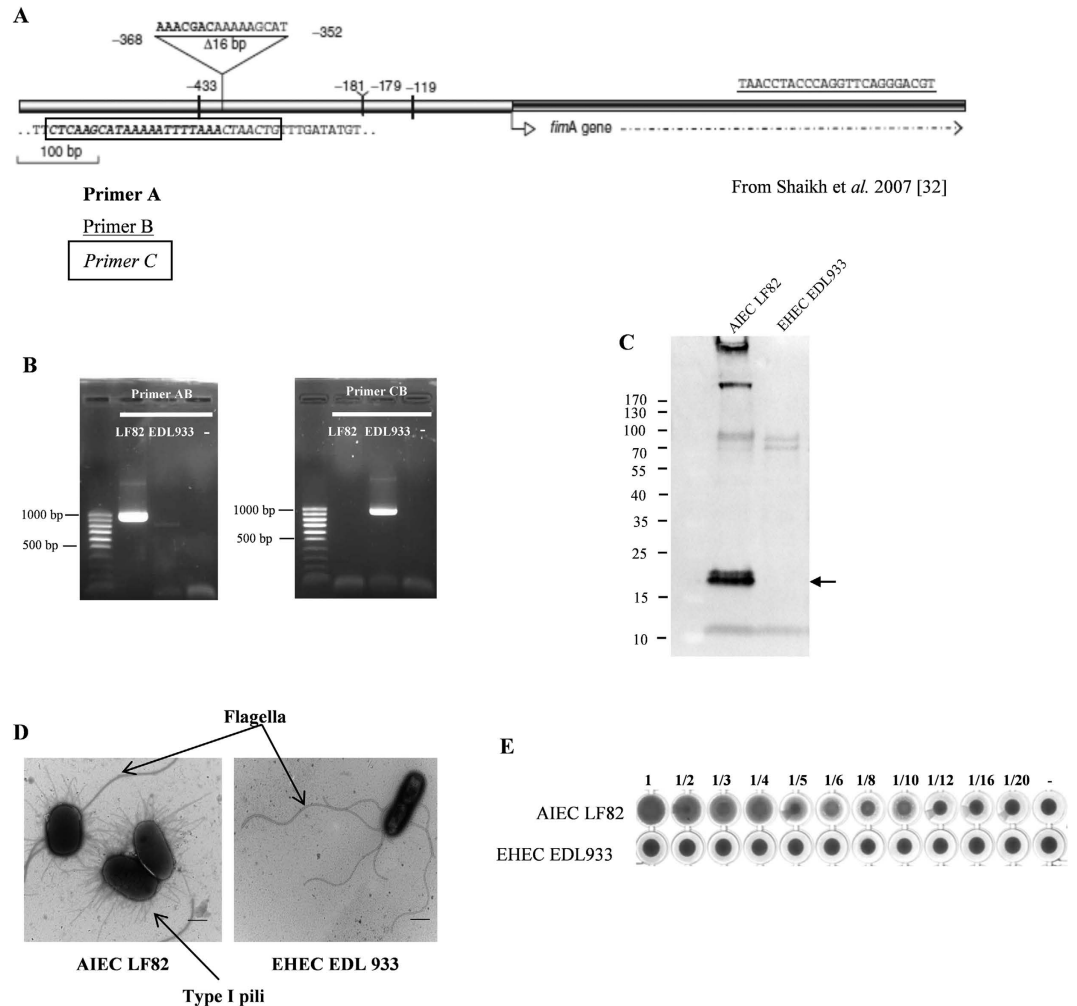 A
AAACGACAAAAAGCAT
–368
–352
Δ16 bp
–433
–181
–179
–119
TAACCTACCCAGGTTCAGGGACGT
..TTCTCAAGCATAAAAATTTTAAACTAACTGTTTGATATGT..
fimA gene
100 bp
Primer A
From Shaikh et al. 2007 [32]
Primer B
Primer C
B
Primer AB
LF82 EDL933 -
1000 bp
500 bp
Primer CB
LF82 EDL933 -
1000 bp
500 bp
C
AIEC LF82
EHEC EDL933
170
130
100
70
55
40
35
25
15
10
D
Flagella
AIEC LF82
EHEC EDL 933
Type I pili
E
1 1/2 1/3 1/4 1/5 1/6 1/8 1/10 1/12 1/16 1/20 -
AIEC LF82
EHEC EDL933